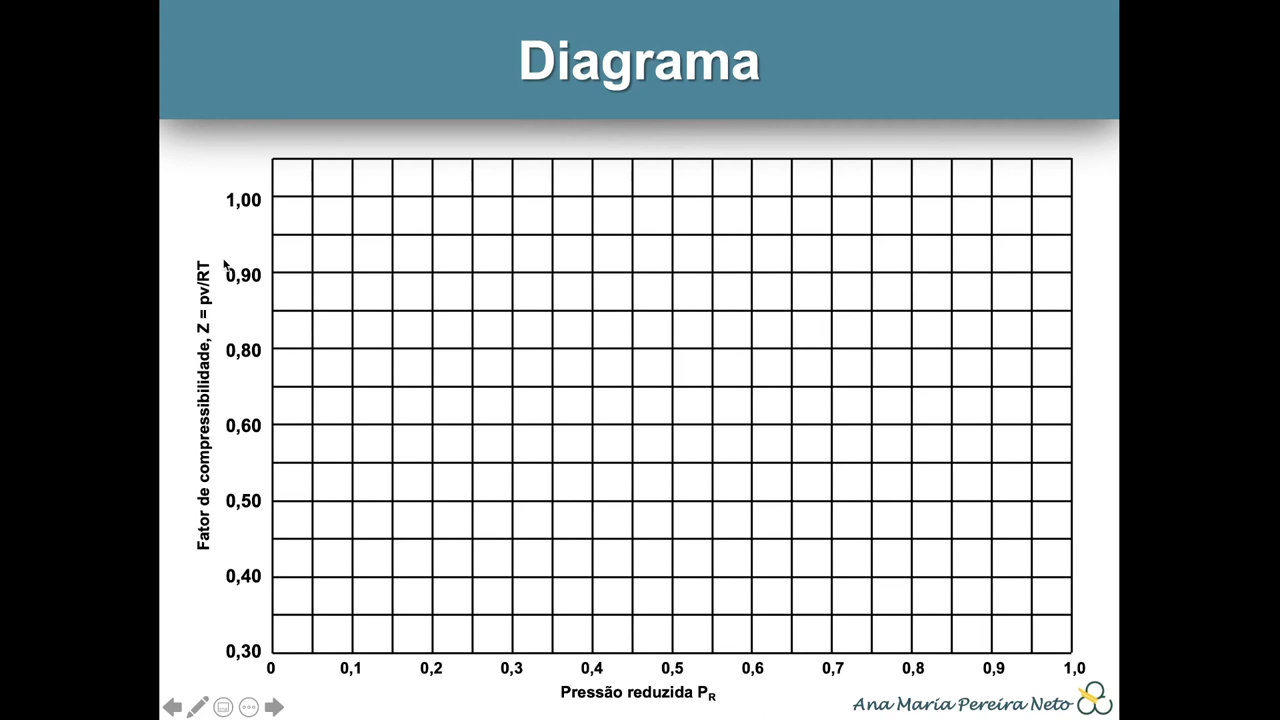 Diagrama
Fator de compressibilidade, Z = pv/RT
1,00
0,90
0,80
0,60
0,50
0,40
0,30
0 0,1 0,2 0,3 0,4 0,5 0,6 0,7 0,8 0,9 1,0
Pressão reduzida PR
Ana Maria Pereira Neto